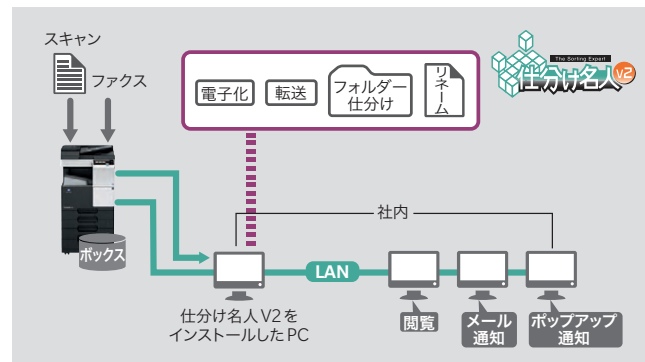 スキャン
ファクス
電子化
転送
フォルダー
仕分け
リネーム
The Sorting Expert
仕分け名人 V2
社内
ボックス
LAN
仕分け名人V2を
インストールしたPC
閲覧
メール
通知
ポップアップ
通知